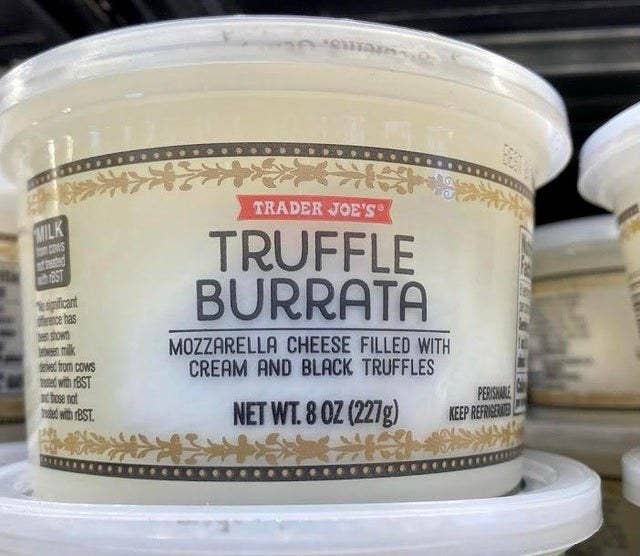 TRADER JOE'S®
TRUFFLE
BURRATA
MOZZARELLA CHEESE FILLED WITH
CREAM AND BLACK TRUFFLES
NET WT. 8 OZ (227g)
PERISHABLE
KEEP REFRIGERATED
MILK
from cows
not treated
with rBST
No significant
difference has
been shown
between milk
derived from cows
treated with rBST
and those not
treated with rBST.